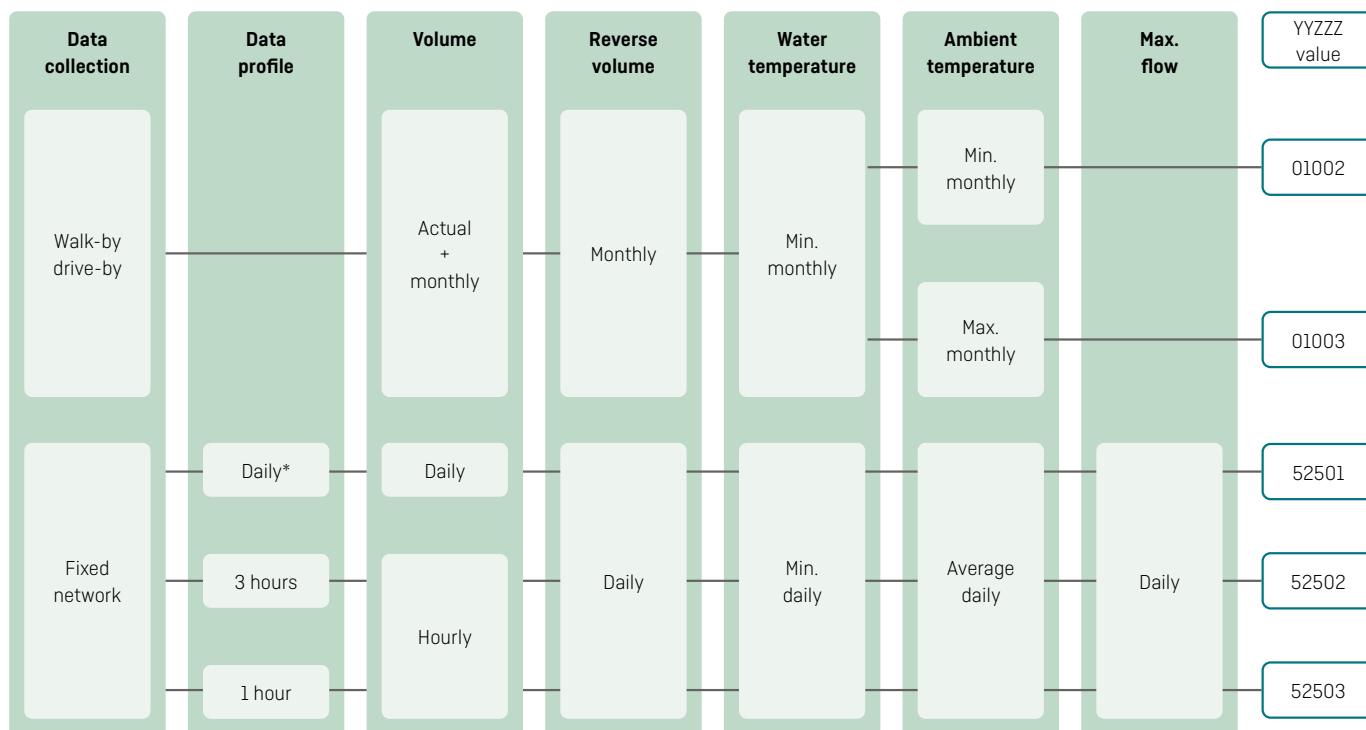 Data
collection
Data
profile
Volume
Reverse
volume
Water
temperature
Ambient
temperature
Max.
flow
YYZZZ
value
Walk-by
drive-by
Actual
+
monthly
Monthly
Min.
monthly
Min.
monthly
01002
Max.
monthly
01003
Fixed
network
Daily*
Daily
3 hours
Hourly
1 hour
Daily
Min.
daily
Average
daily
Daily
52501
52502
52503